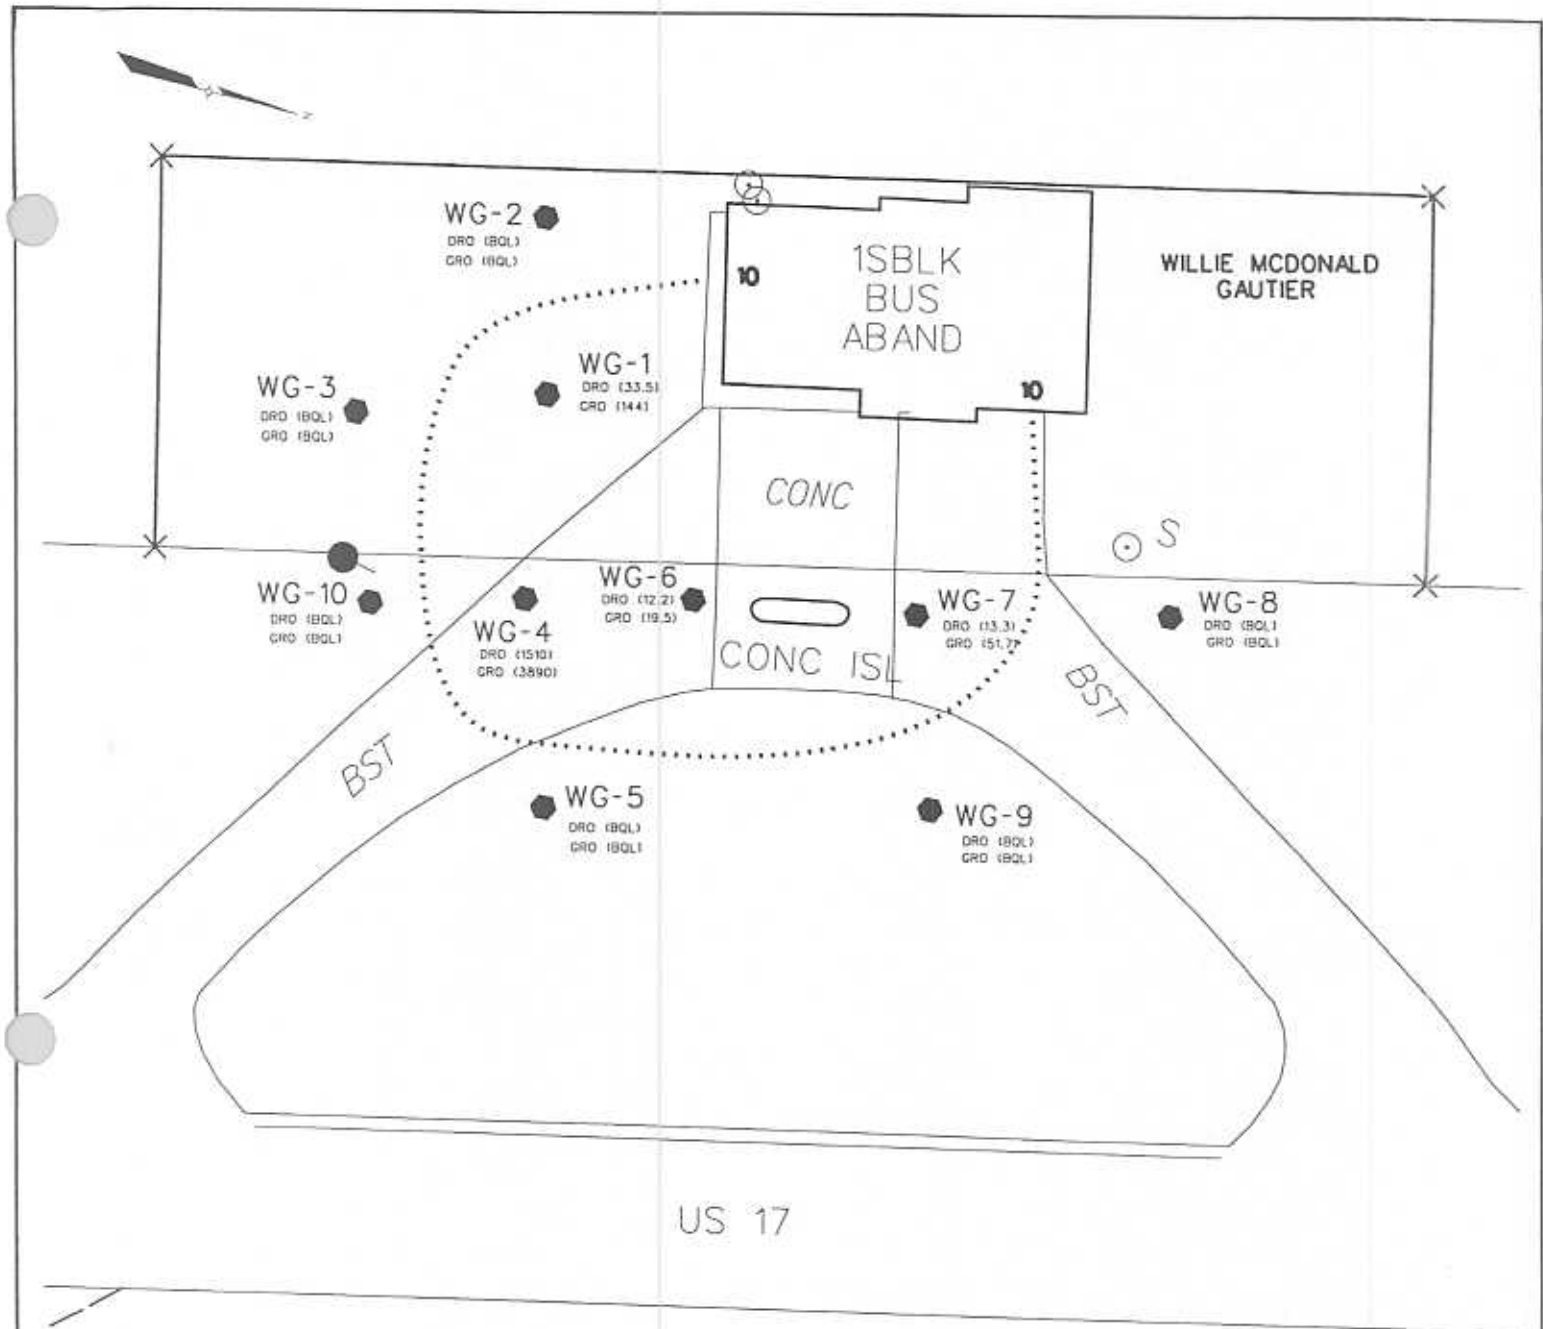 N
WG-2
DRO (BQL)
GRO (BQL)
10
1SBLK
BUS
ABAND
WILLIE MCDONALD
GAUTIER
WG-1
DRO (33.5)
GRO (144)
WG-3
DRO (BQL)
GRO (BQL)
10
CONC
S
WG-10
DRO (BQL)
GRO (BQL)
WG-4
DRO (1510)
GRO (3890)
WG-6
DRO (12.2)
GRO (19.5)
WG-7
DRO (13.3)
GRO (51.7)
WG-8
DRO (BQL)
GRO (BQL)
CONC ISL
BST
BST
WG-5
DRO (BQL)
GRO (BQL)
WG-9
DRO (BQL)
GRO (BQL)
US 17